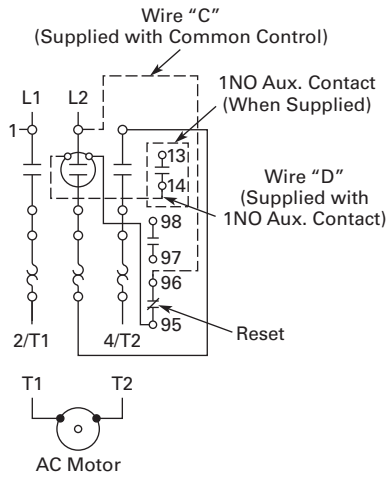 Wire “C”
(Supplied with Common Control)
1NO Aux. Contact
(When Supplied)
L1
L2
1
13
14
Wire “D”
(Supplied with
1NO Aux. Contact)
98
97
96
95
Reset
2/T1
4/T2
T1
T2
AC Motor